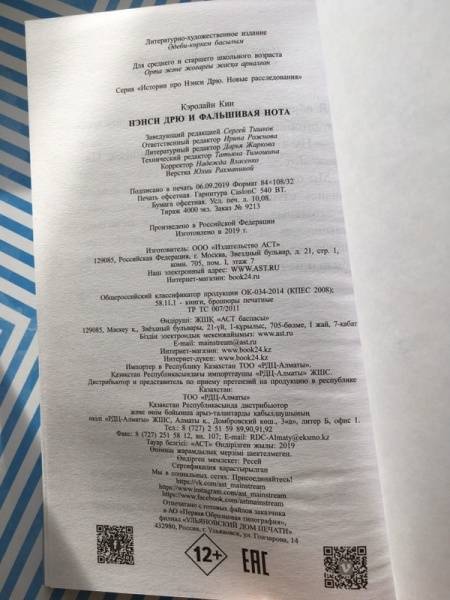 Литературно-художественное издание
Әдеби-көркем басылым
Для среднего и старшего школьного возраста
Орта және жоғарғы жасқа арналған
Серия «Истории про Нэнси Дрю. Новые расследования»
Кэролайн Кин
НЭНСИ ДРЮ И ФАЛЬШИВАЯ НОТА
Заведующий редакцией Сергей Тишков
Ответственный редактор Ирина Рожнова
Литературный редактор Дарья Жаркова
Технический редактор Татьяна Тимошина
Корректор Надежда Власенко
Верстка Юлии Рахманиной
Подписано в печать 06.09.2019 Формат 84×108/32
Печать офсетная. Гарнитура CaslonC 540 BT.
Бумага офсетная. Усл. печ. л. 10,08.
Тираж 4000 экз. Заказ № 9213
Произведено в Российской Федерации
Изготовлено в 2019 г.
Изготовитель: ООО «Издательство АСТ»
129085, Российская Федерация, г. Москва, Звездный бульвар, д. 21, стр. 1,
комн. 705, пом. I, этаж 7
Наш электронный адрес: WWW.AST.RU
Интернет-магазин: book24.ru
Общероссийский классификатор продукции ОК-034-2014 (КПЕС 2008);
58.11.1 - книги, брошюры печатные
ТР ТС 007/2011
Өндіруші: ЖШҚ «АСТ баспасы»
129085, Мәскеу қ., Звёздный бульвары, 21-үй, 1-құрылыс, 705-бөлме, I жай, 7-қабат
Біздің электрондық мекенжайымыз: www.ast.ru
E-mail: mainstream@ast.ru
Интернет-магазин: www.book24.kz
Интернет-дүкен: www.book24.kz
Импортер в Республику Казахстан ТОО «РДЦ-Алматы».
Қазақстан Республикасындағы импорттаушы «РДЦ-Алматы» ЖШС.
Дистрибьютор и представитель по приему претензий на продукцию в республике
Казахстан:
ТОО «РДЦ-Алматы»
Қазақстан Республикасында дистрибьютор
және өнім бойынша арыз-талаптарды қабылдаушының
өкілі «РДЦ-Алматы» ЖШС, Алматы қ., Домбровский көш., 3«а», литер Б, офис 1.
Тел.: 8 (727) 2 51 59 89,90,91,92
Факс: 8 (727) 251 58 12, вн. 107; E-mail: RDC-Almaty@eksmo.kz
Тауар белгісі: «АСТ» Өндірілген жылы: 2019
Өнімнің жарамдылық мерзімі шектелмеген.
Өндірген мемлекет: Ресей
Сертификация қарастырылған
Мы в социальных сетях. Присоединяйтесь!
https://vk.com/ast_mainstream
https://www.instagram.com/ast_mainstream
https://www.facebook.com/astmainstream
Отпечатано с готовых файлов заказчика
в АО «Первая Образцовая типография»,
филиал «УЛЬЯНОВСКИЙ ДОМ ПЕЧАТИ»
432980, Россия, г. Ульяновск, ул. Гончарова, 14
12+
ЕАС